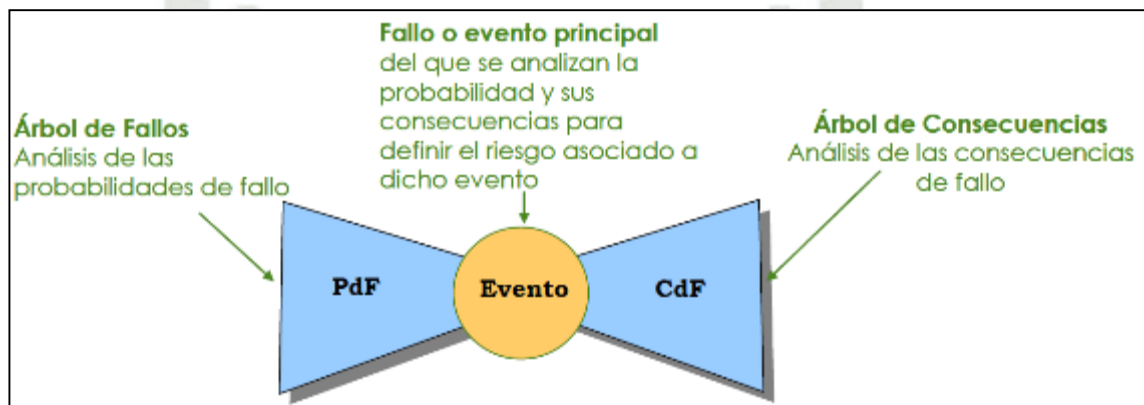 Fallo o evento principal
del que se analizan la
probabilidad y sus
consecuencias para
definir el riesgo asociado a
dicho evento
Árbol de Fallos
Análisis de las
probabilidades de fallo
Árbol de Consecuencias
Análisis de las consecuencias
de fallo
PdF
Evento
CdF